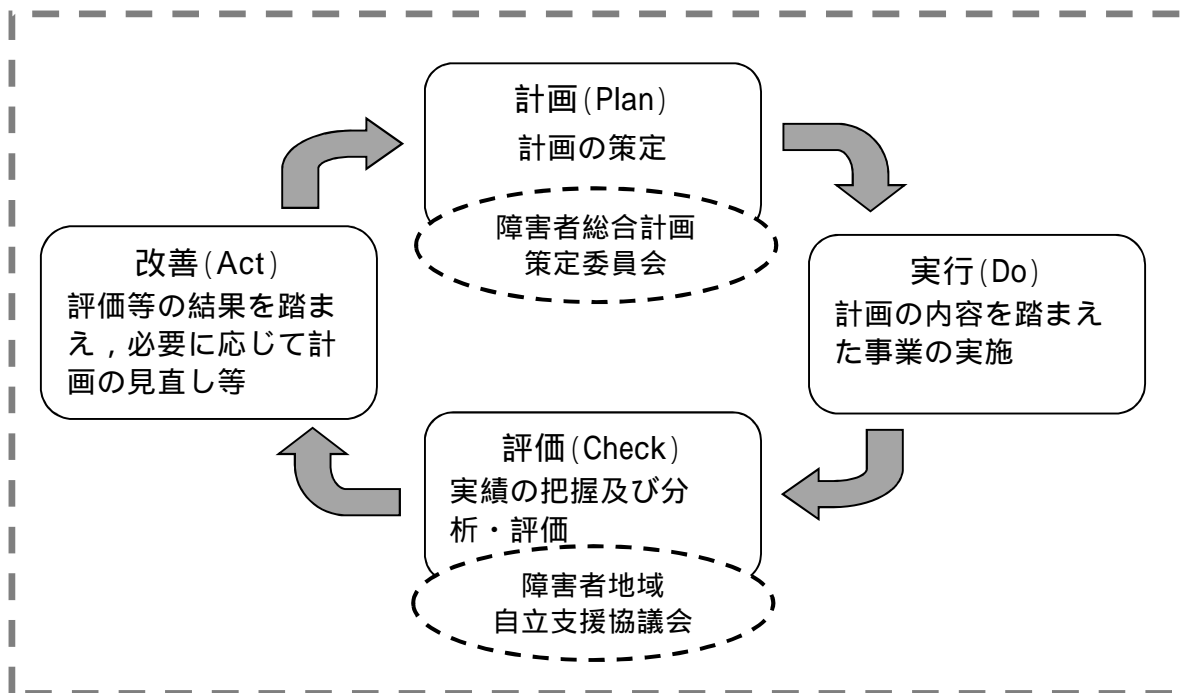 計画(Plan)
計画の策定
障害者総合計画
策定委員会
実行(Do)
計画の内容を踏まえ
た事業の実施
評価(Check)
実績の把握及び分
析・評価
障害者地域
自立支援協議会
改善(Act)
評価等の結果を踏ま
え，必要に応じて計
画の見直し等